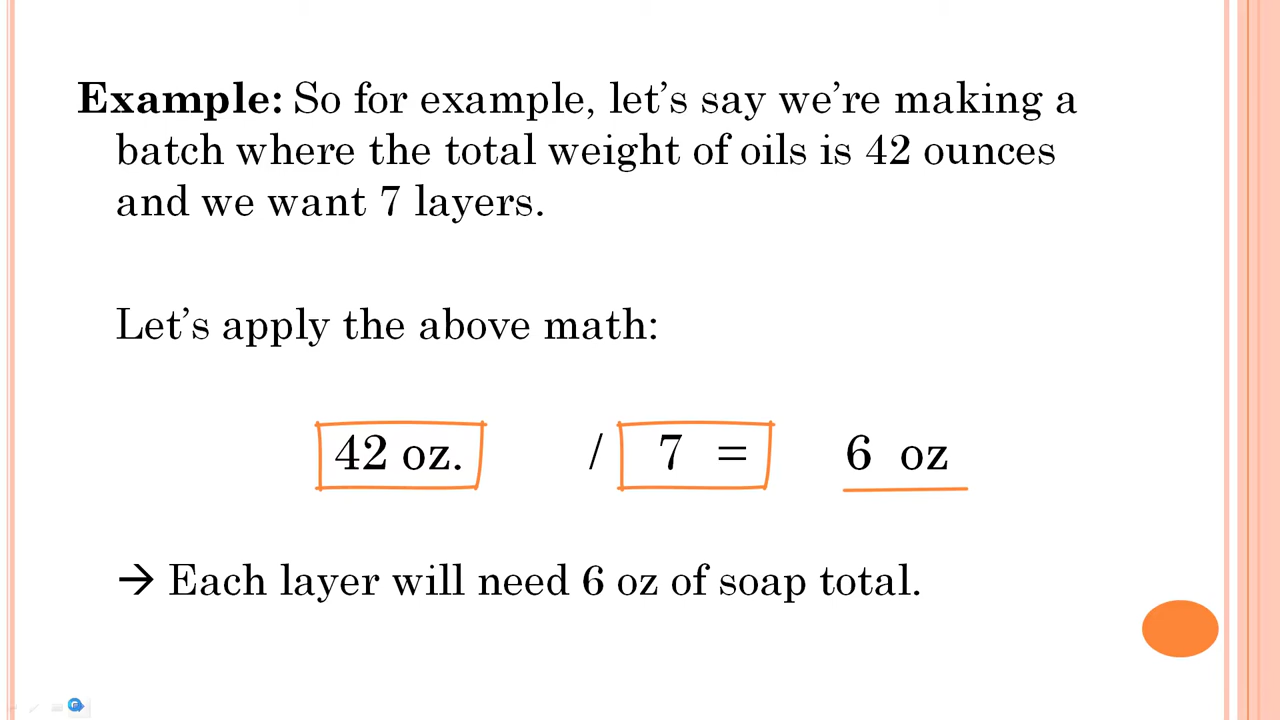 Example: So for example, let's say we're making a
batch where the total weight of oils is 42 ounces
and we want 7 layers.
Let's apply the above math:
42 oz. / 7 = 6 oz
→ Each layer will need 6 oz of soap total.